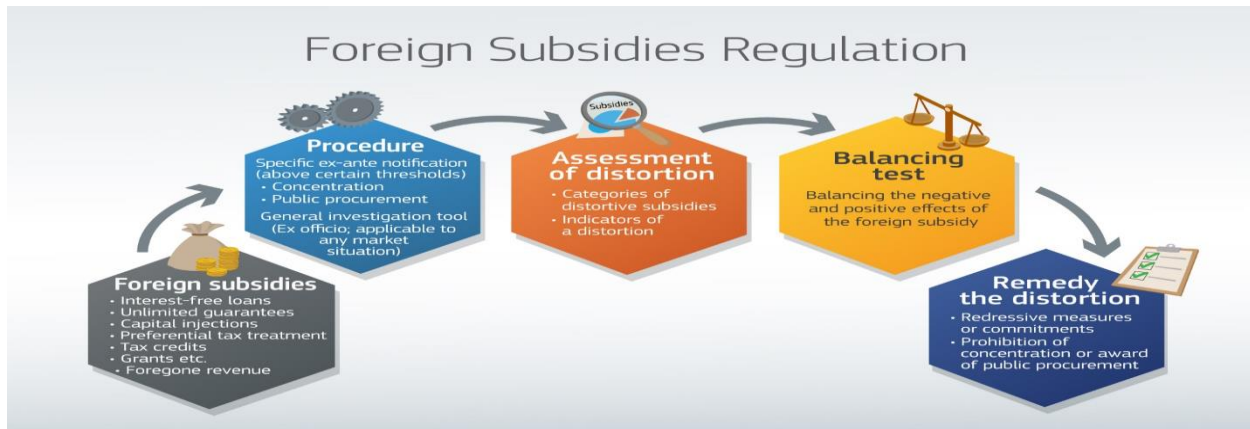 Foreign Subsidies Regulation
Foreign subsidies
• Interest-free loans
• Unlimited guarantees
• Capital injections
• Preferential tax treatment
• Tax credits
• Grants etc.
• Foregone revenue
Procedure
Specific ex-ante notification
(above certain thresholds)
• Concentration
• Public procurement
General investigation tool
(Ex officio; applicable to
any market
situation)
Subsidies
Assessment
of distortion
• Categories of
distortive subsidies
• Indicators of
a distortion
Balancing
test
Balancing the negative
and positive effects of
the foreign subsidy
Remedy
the distortion
• Redressive measures
or commitments
• Prohibition of
concentration or award
of public procurement